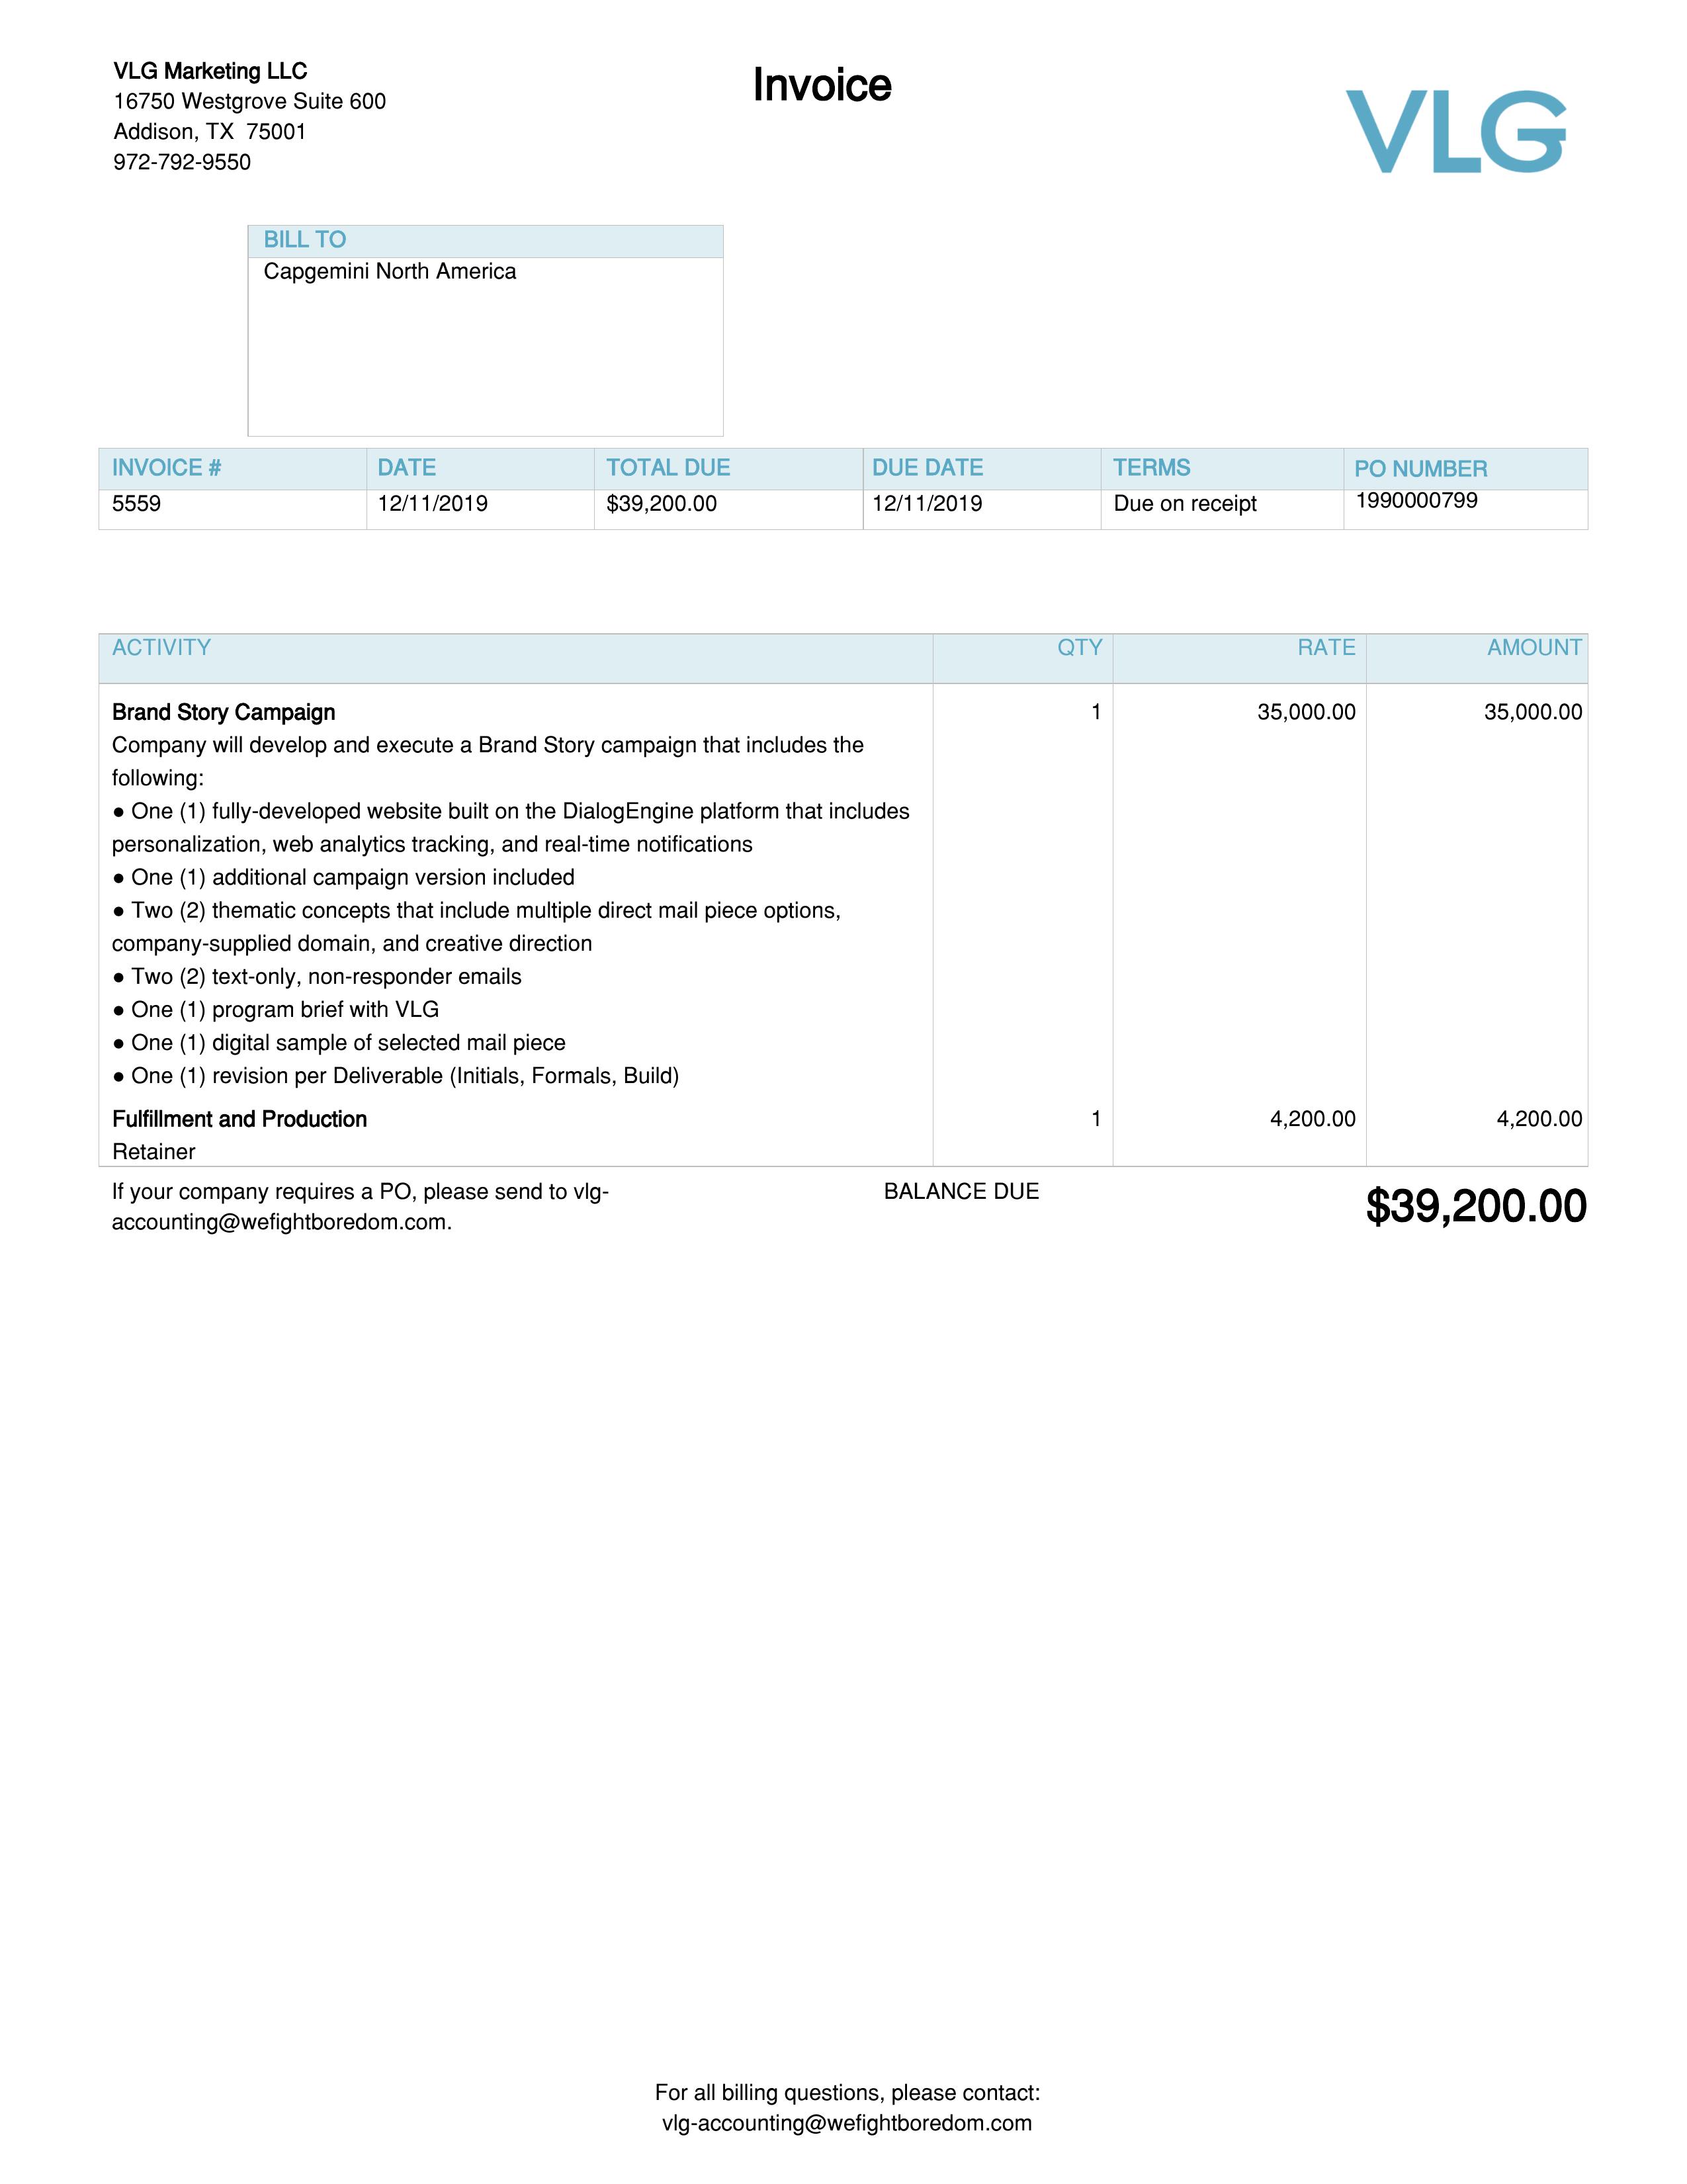 VLG Marketing LLC
16750 Westgrove Suite 600
Addison, TX  75001
972-792-9550
Invoice
VLG
BILL TO
Capgemini North America
INVOICE # DATE TOTAL DUE DUE DATE TERMS PO NUMBER
5559 12/11/2019 $39,200.00 12/11/2019 Due on receipt 1990000799
ACTIVITY QTY RATE AMOUNT
Brand Story Campaign 1 35,000.00 35,000.00
Company will develop and execute a Brand Story campaign that includes the
following:
● One (1) fully-developed website built on the DialogEngine platform that includes
personalization, web analytics tracking, and real-time notifications
● One (1) additional campaign version included
● Two (2) thematic concepts that include multiple direct mail piece options,
company-supplied domain, and creative direction
● Two (2) text-only, non-responder emails
● One (1) program brief with VLG
● One (1) digital sample of selected mail piece
● One (1) revision per Deliverable (Initials, Formals, Build)
Fulfillment and Production 1 4,200.00 4,200.00
Retainer
If your company requires a PO, please send to vlg-
accounting@wefightboredom.com.
BALANCE DUE $39,200.00
For all billing questions, please contact:
vlg-accounting@wefightboredom.com